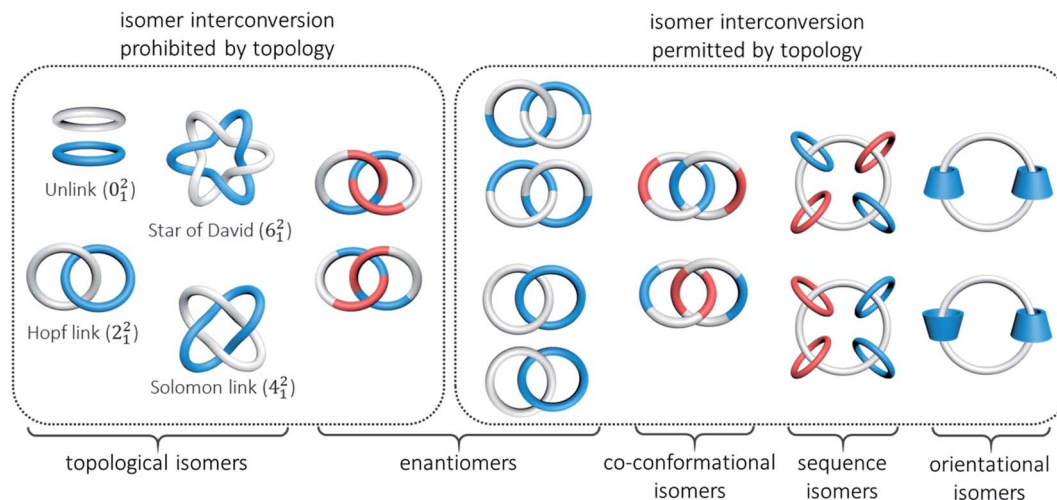 isomer interconversion
prohibited by topology
isomer interconversion
permitted by topology
Unlink (0₁²)
Star of David (6₁²)
Hopf link (2₁²)
Solomon link (4₁²)
topological isomers
enantiomers
co-conformational
isomers
sequence
isomers
orientational
isomers